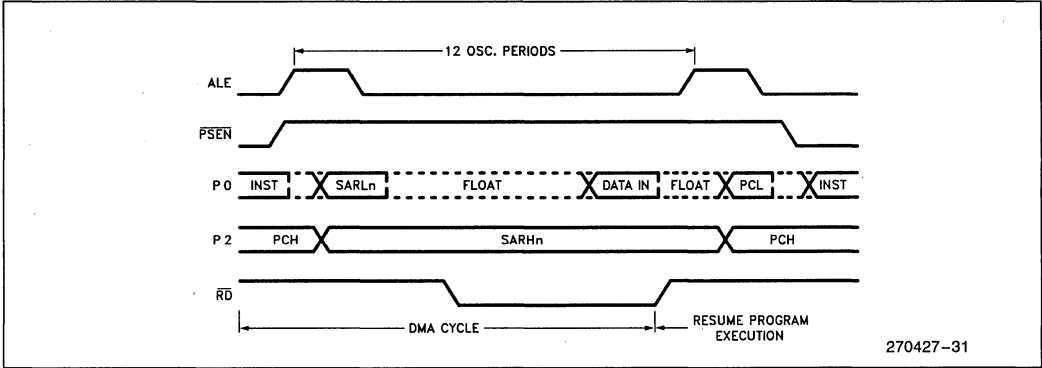 12 OSC. PERIODS
ALE
PSEN
P0 INST SARLn FLOAT DATA IN FLOAT PCL INST
P2 PCH SARHn PCH
RD
DMA CYCLE RESUME PROGRAM
EXECUTION
270427-31